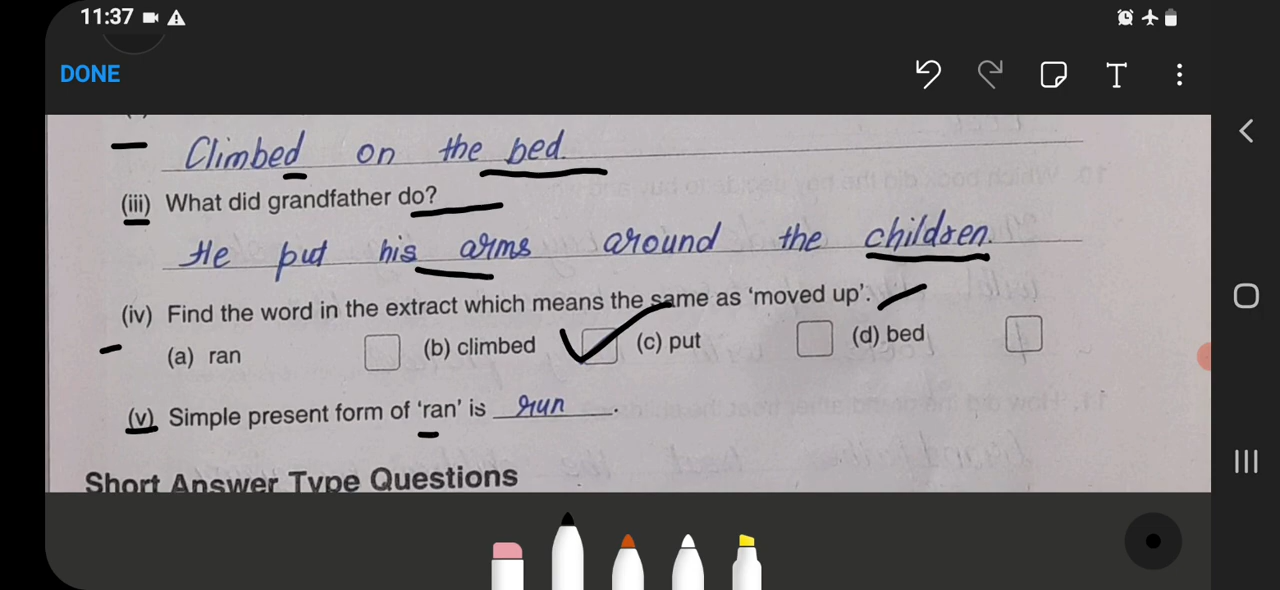 11:37
DONE
T
Climbed on the bed.
(iii) What did grandfather do?
He put his arms around the children.
(iv) Find the word in the extract which means the same as 'moved up'.
(a) ran (b) climbed (c) put (d) bed
(v) Simple present form of 'ran' is run.
Short Answer Type Questions